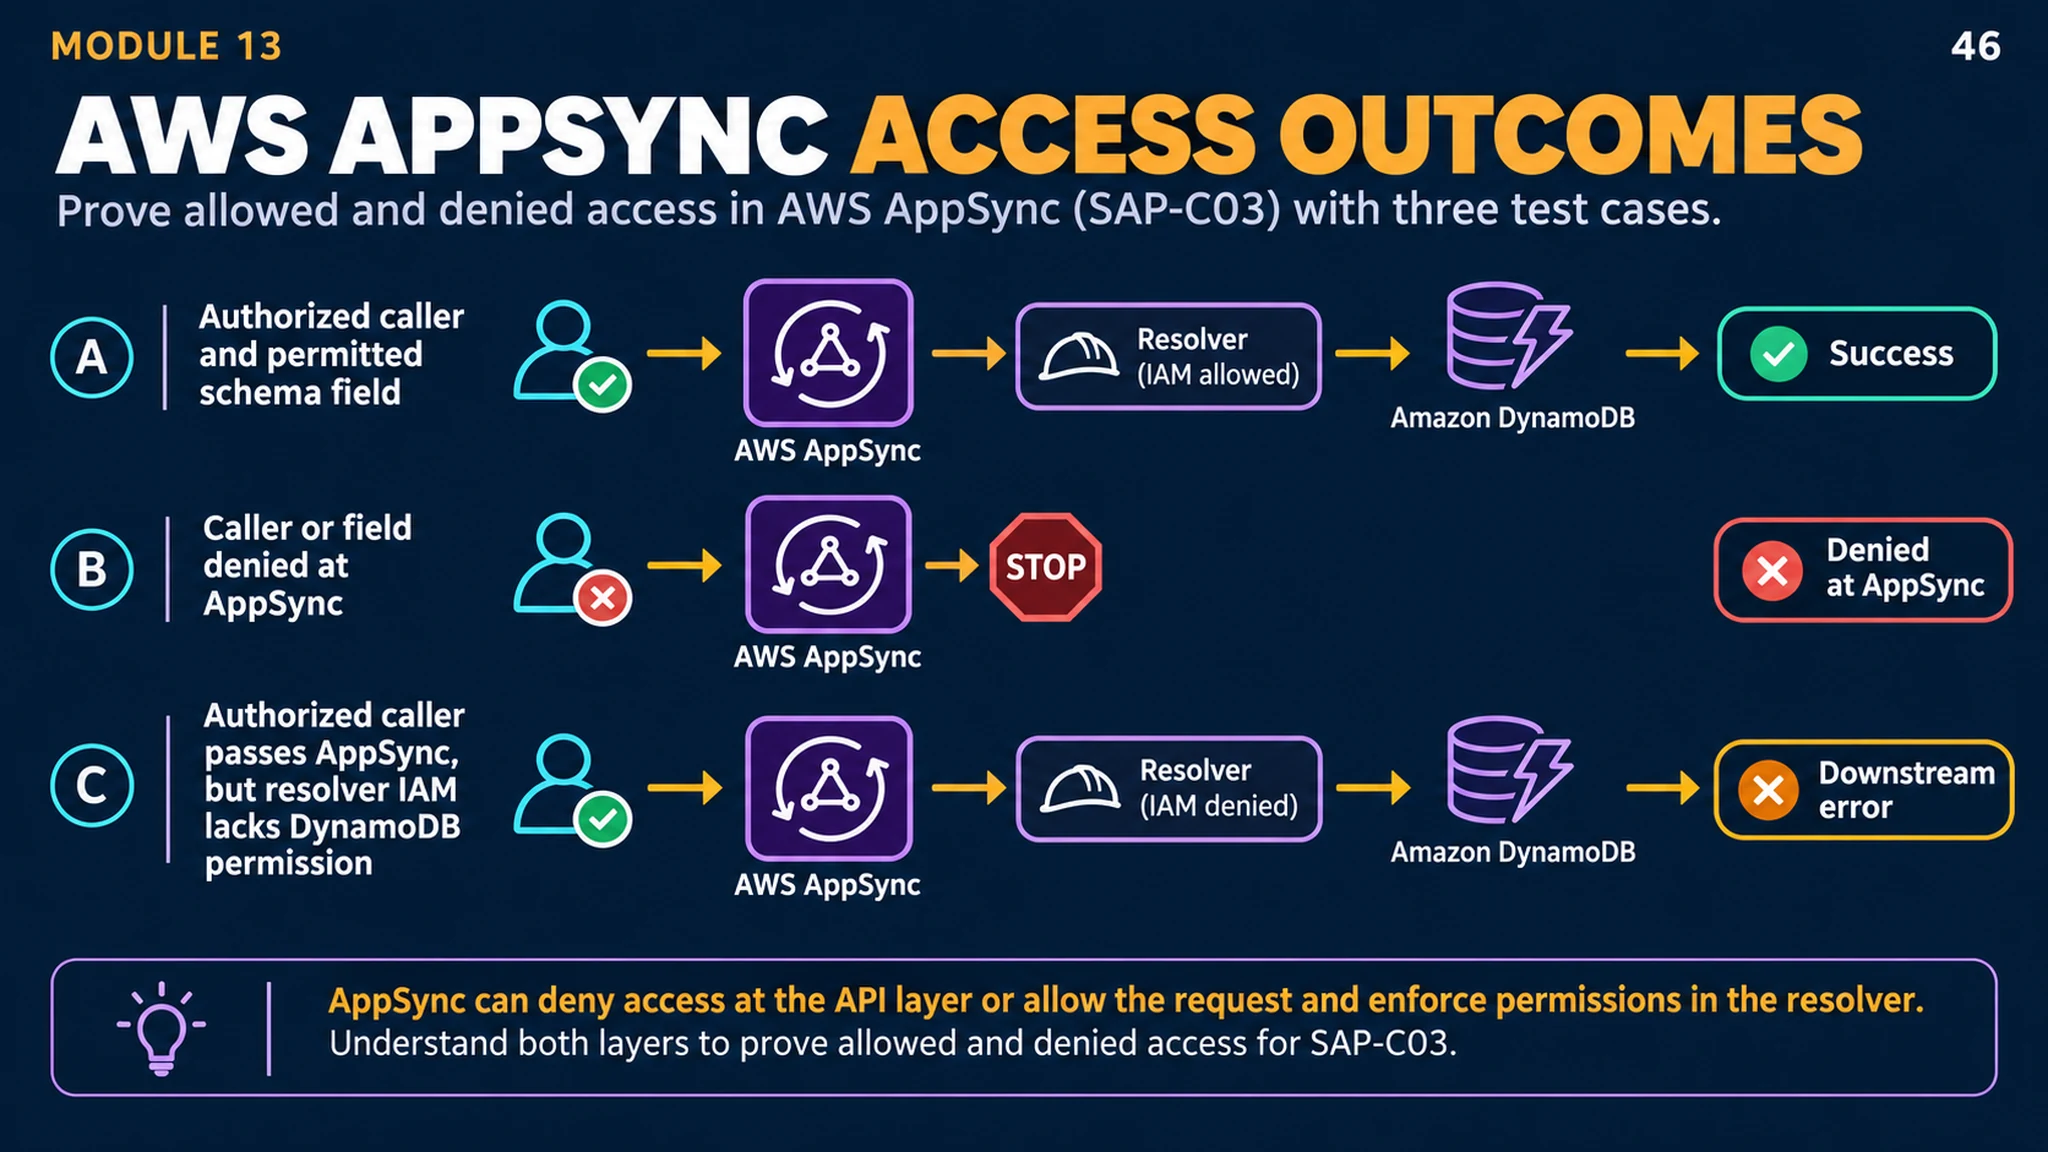 MODULE 13
46
AWS APPSYNC ACCESS OUTCOMES
Prove allowed and denied access in AWS AppSync (SAP-C03) with three test cases.
A
Authorized caller
and permitted
schema field
AWS AppSync
Resolver
(IAM allowed)
Amazon DynamoDB
Success
B
Caller or field
denied at
AppSync
AWS AppSync
STOP
Denied
at AppSync
C
Authorized caller
passes AppSync,
but resolver IAM
lacks DynamoDB
permission
AWS AppSync
Resolver
(IAM denied)
Amazon DynamoDB
Downstream
error
AppSync can deny access at the API layer or allow the request and enforce permissions in the resolver.
Understand both layers to prove allowed and denied access for SAP-C03.